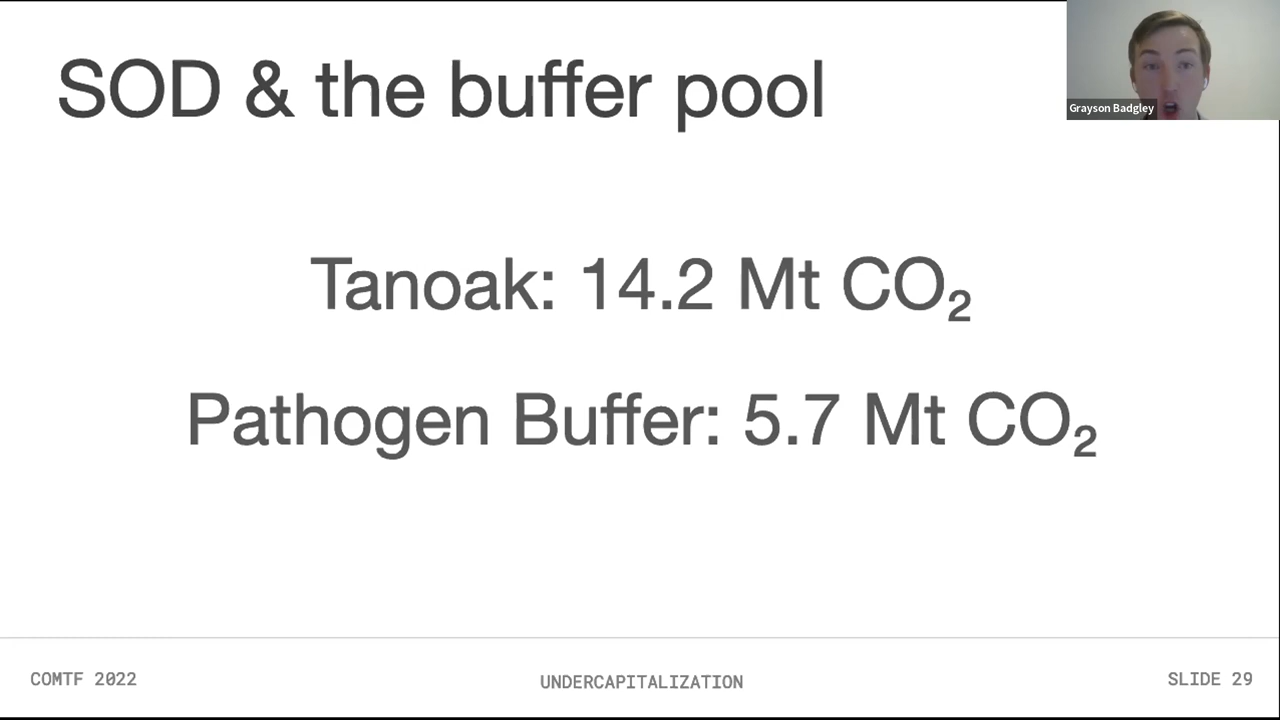 SOD & the buffer pool
Grayson Badgley
Tanoak: 14.2 Mt CO₂
Pathogen Buffer: 5.7 Mt CO₂
COMTF 2022
UNDERCAPITALIZATION
SLIDE 29